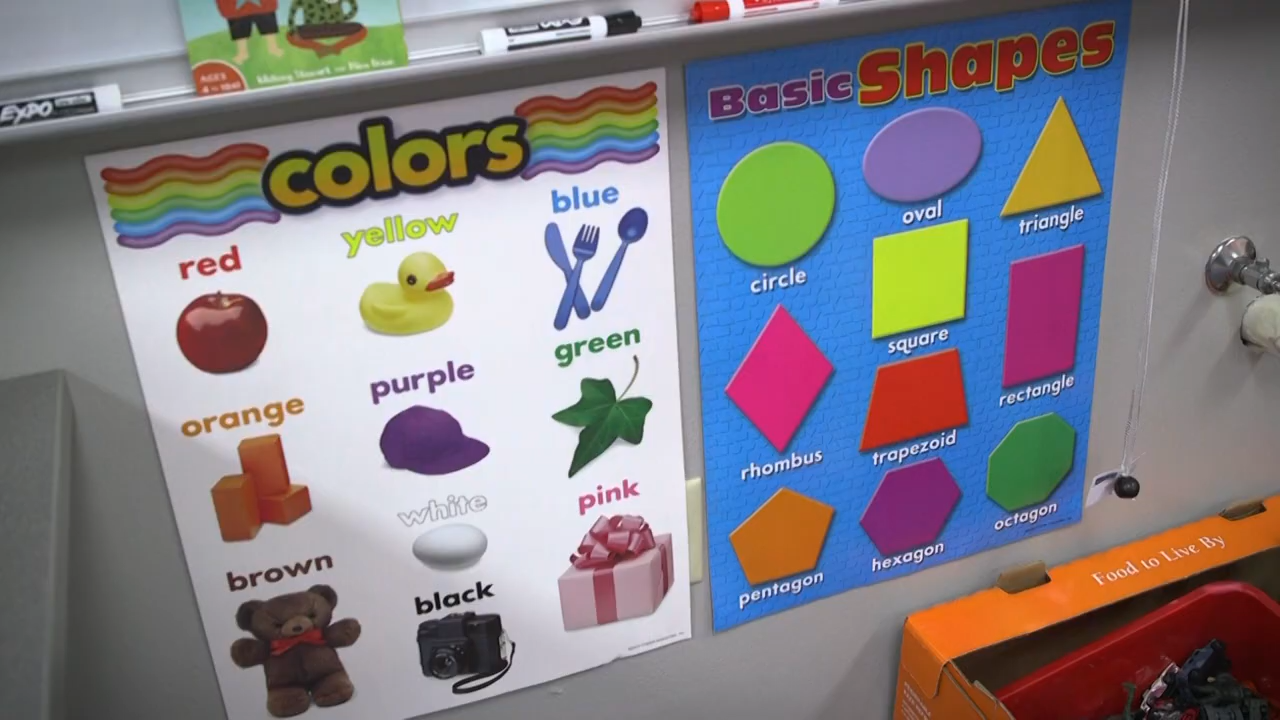 AGES
EXPO
colors
red
yellow
blue
orange
purple
green
brown
white
pink
black
Basic Shapes
circle
oval
triangle
square
rhombus
trapezoid
rectangle
pentagon
hexagon
octagon
Food to Live By